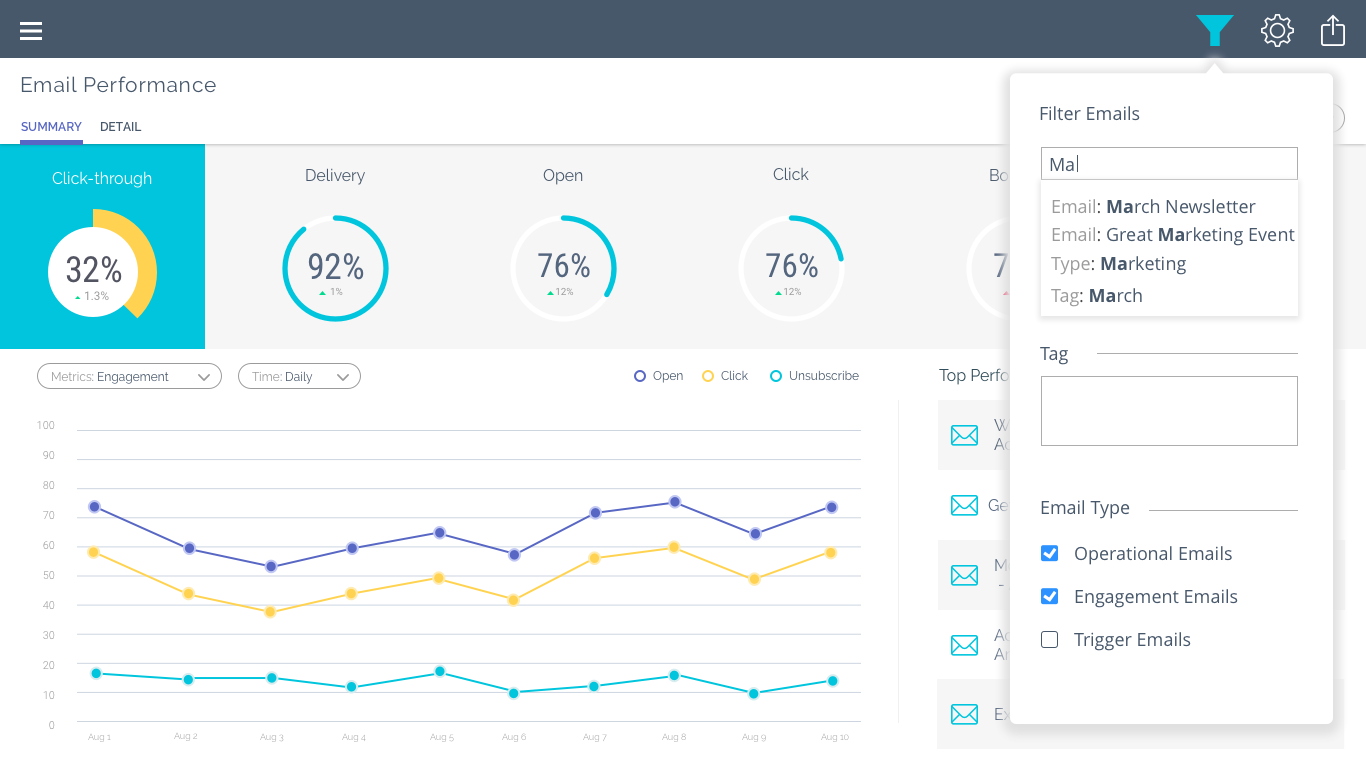 Email Performance
SUMMARY DETAIL
Click-through
32%
1.3%
Delivery
92%
1%
Open
76%
12%
Click
76%
12%
Bo
7
Metrics: Engagement
Time: Daily
Open Click Unsubscribe
100
90
80
70
60
50
40
30
20
10
0
Aug 1 Aug 2 Aug 3 Aug 4 Aug 5 Aug 6 Aug 7 Aug 8 Aug 9 Aug 10
Top Perfo
W
Ac
Ge
Ma
-
Ac
An
Ex
Filter Emails
Ma
Email: March Newsletter
Email: Great Marketing Event
Type: Marketing
Tag: March
Tag
Email Type
Operational Emails
Engagement Emails
Trigger Emails